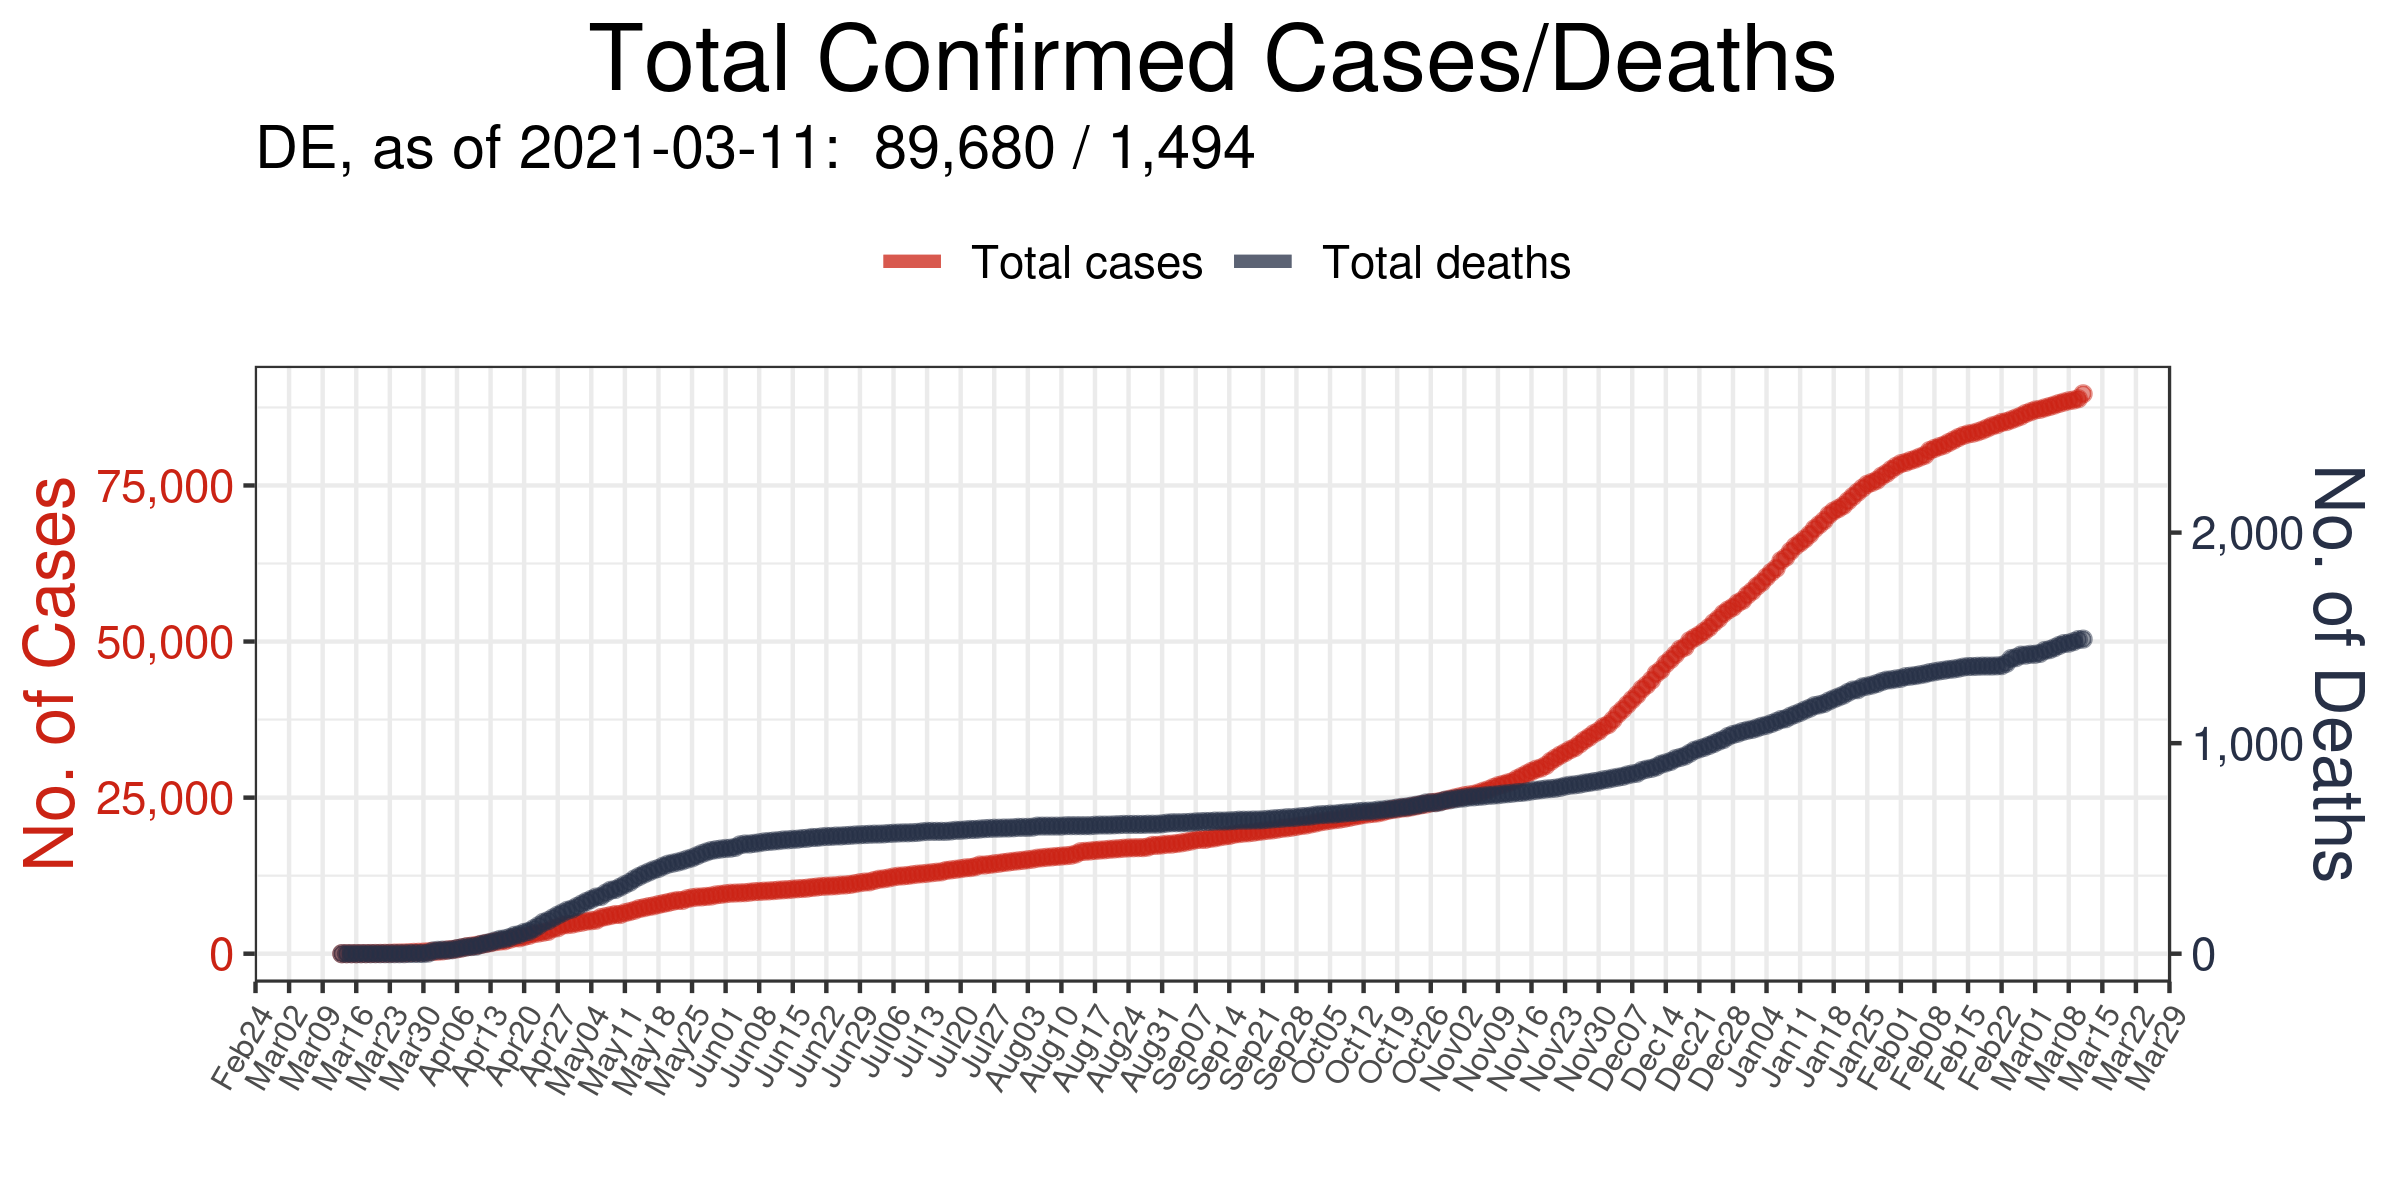 Total Confirmed Cases/Deaths
DE, as of 2021-03-11:  89,680 / 1,494
Total cases
Total deaths
No. of Cases
75,000
50,000
25,000
0
2,000
1,000
0
No. of Deaths
Feb24
Mar02
Mar09
Mar16
Mar23
Mar30
Apr06
Apr13
Apr20
Apr27
May04
May11
May18
May25
Jun01
Jun08
Jun15
Jun22
Jun29
Jul06
Jul13
Jul20
Jul27
Aug03
Aug10
Aug17
Aug24
Aug31
Sep07
Sep14
Sep21
Sep28
Oct05
Oct12
Oct19
Oct26
Nov02
Nov09
Nov16
Nov23
Nov30
Dec07
Dec14
Dec21
Dec28
Jan04
Jan11
Jan18
Jan25
Feb01
Feb08
Feb15
Feb22
Mar01
Mar08
Mar15
Mar22
Mar29